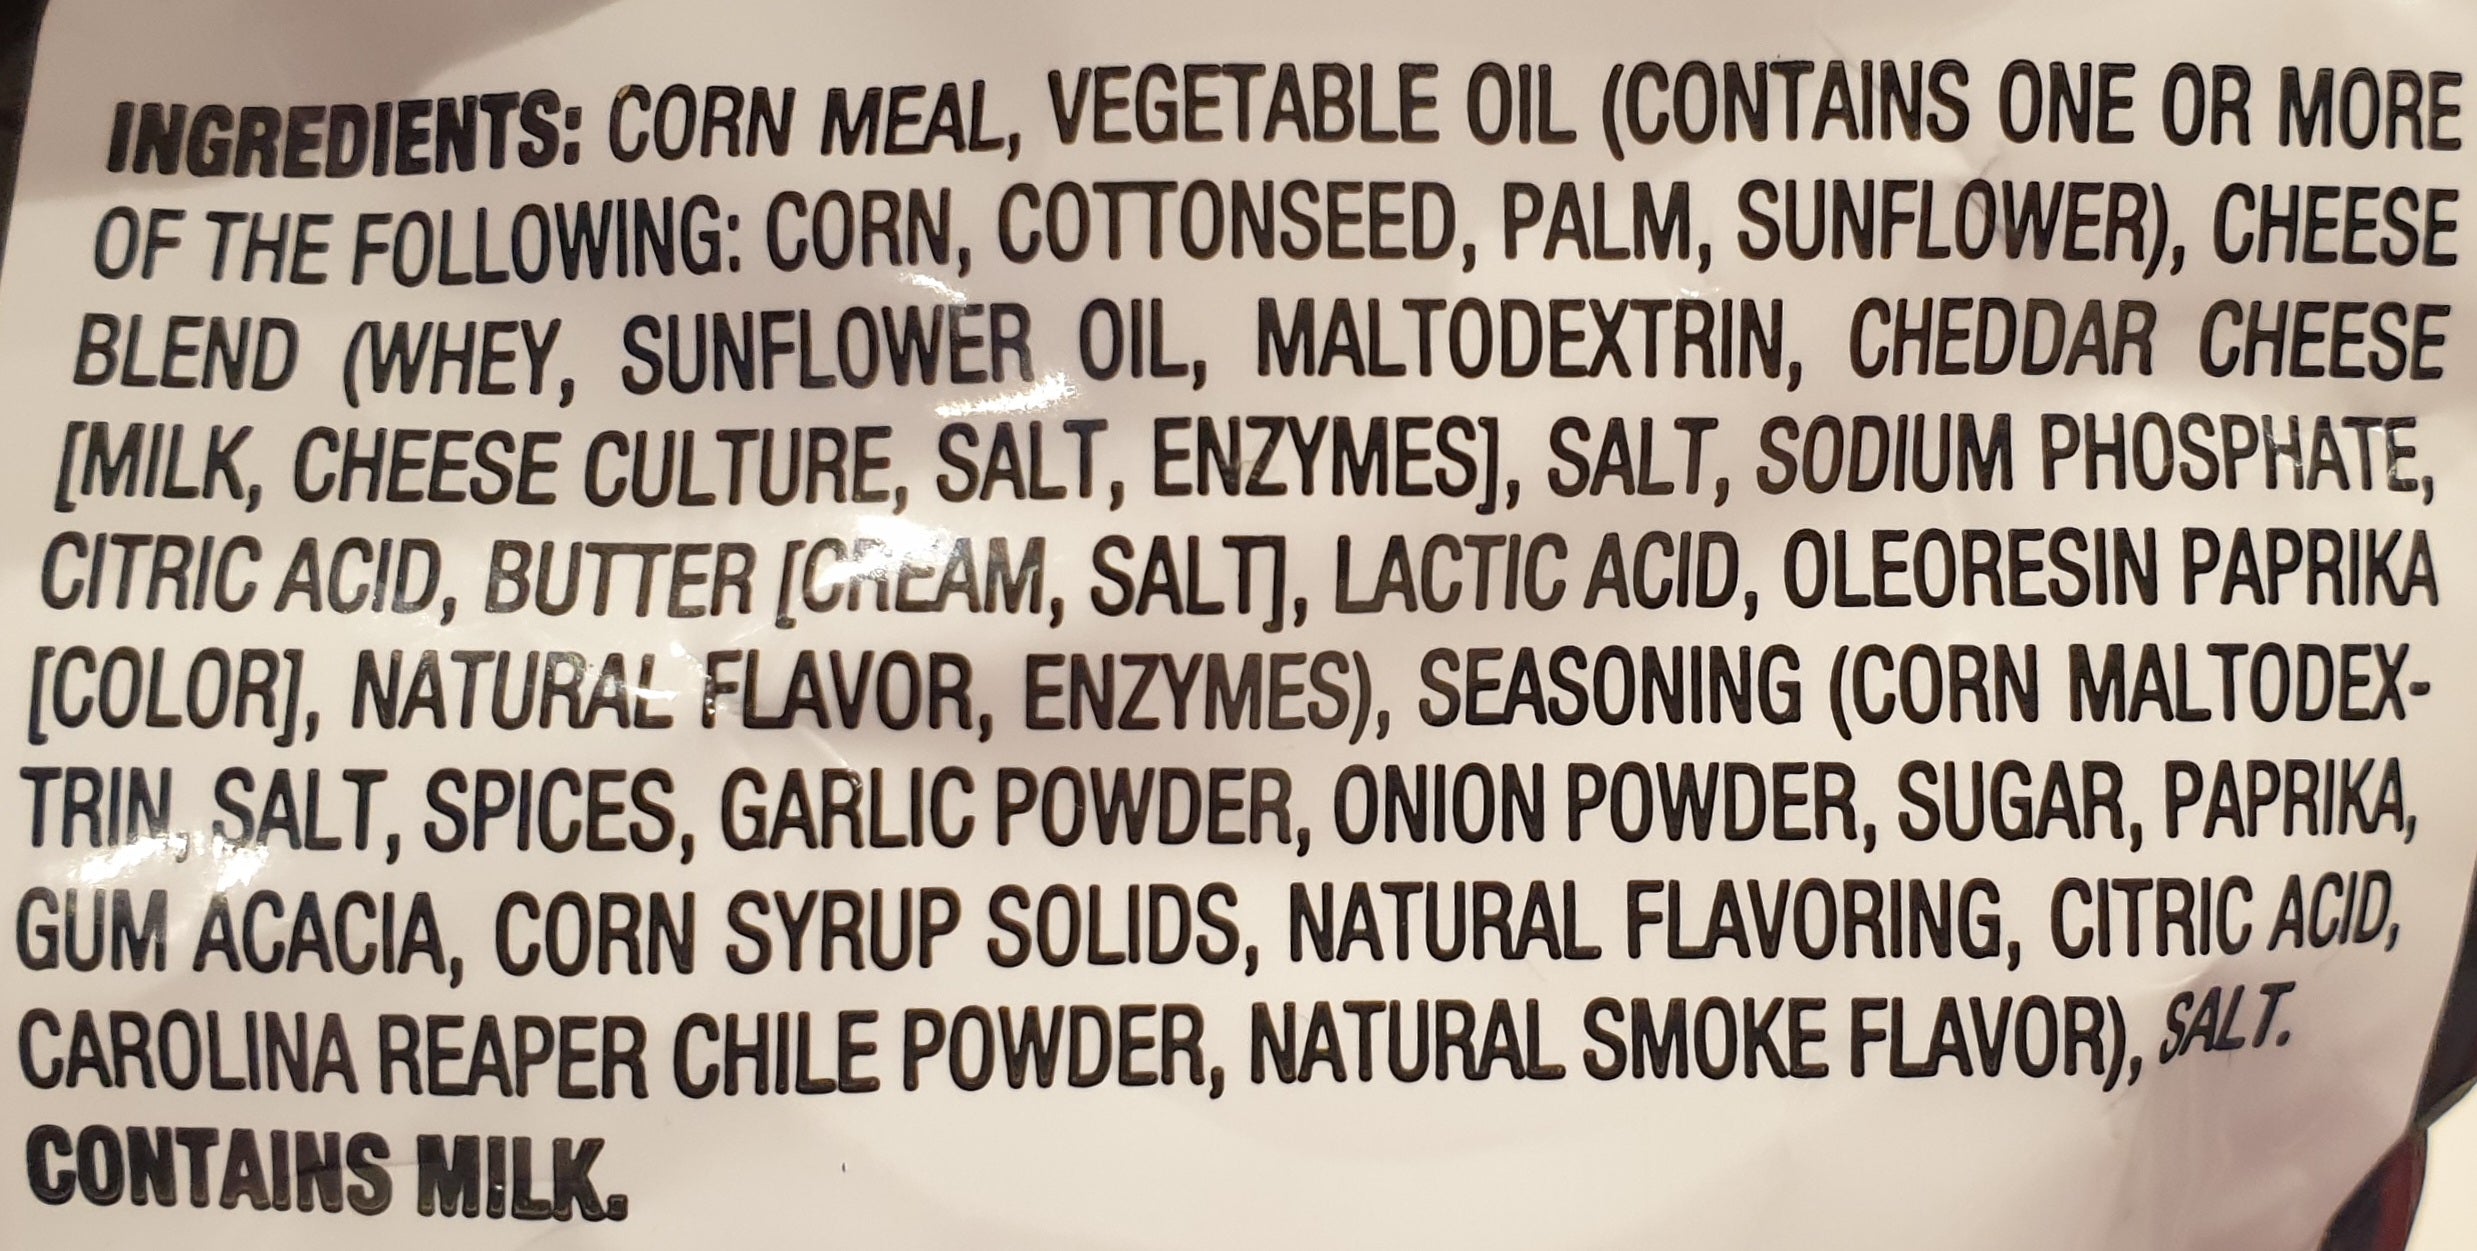 INGREDIENTS: CORN MEAL, VEGETABLE OIL (CONTAINS ONE OR MORE
OF THE FOLLOWING: CORN, COTTONSEED, PALM, SUNFLOWER), CHEESE
BLEND (WHEY, SUNFLOWER OIL, MALTODEXTRIN, CHEDDAR CHEESE
[MILK, CHEESE CULTURE, SALT, ENZYMES], SALT, SODIUM PHOSPHATE,
CITRIC ACID, BUTTER [CREAM, SALT], LACTIC ACID, OLEORESIN PAPRIKA
[COLOR], NATURAL FLAVOR, ENZYMES), SEASONING (CORN MALTODEX-
TRIN, SALT, SPICES, GARLIC POWDER, ONION POWDER, SUGAR, PAPRIKA,
GUM ACACIA, CORN SYRUP SOLIDS, NATURAL FLAVORING, CITRIC ACID,
CAROLINA REAPER CHILE POWDER, NATURAL SMOKE FLAVOR), SALT.
CONTAINS MILK.